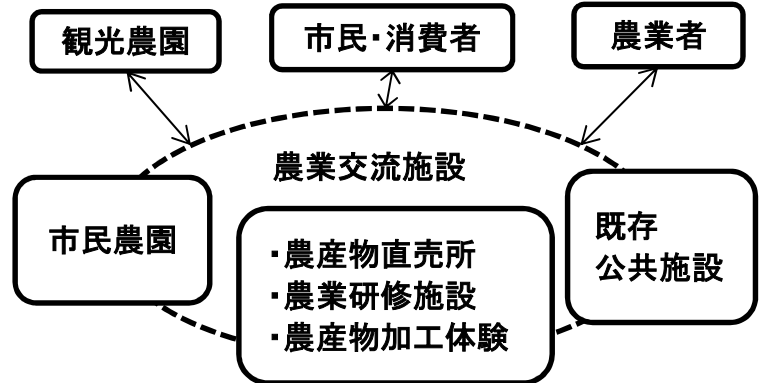 観光農園
市民・消費者
農業者
農業交流施設
市民農園
・農産物直売所
・農業研修施設
・農産物加工体験
既存
公共施設